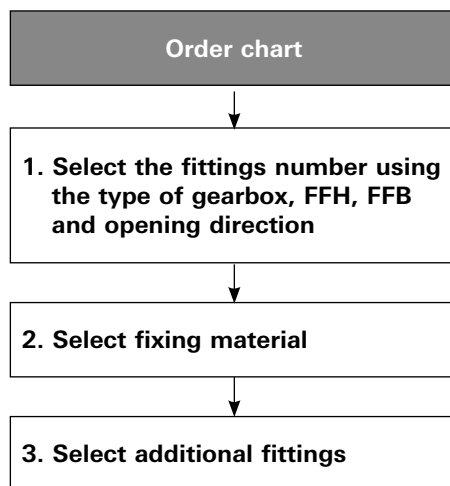 Order chart
1. Select the fittings number using
the type of gearbox, FFH, FFB
and opening direction
2. Select fixing material
3. Select additional fittings